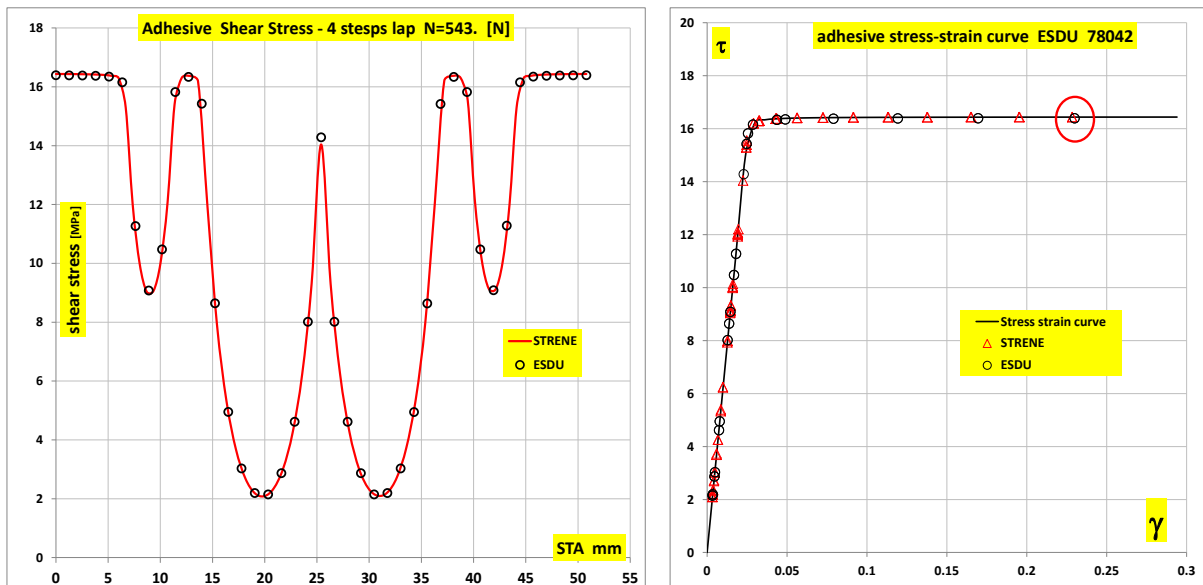 Adhesive Shear Stress - 4 stesps lap N=543. [N]
18
16
14
12
10
8
6
4
2
0
shear stress [MPa]
STRENE
ESDU
STA mm
0 5 10 15 20 25 30 35 40 45 50 55
adhesive stress-strain curve ESDU 78042
τ
20
18
16
14
12
10
8
6
4
2
0
Stress strain curve
STRENE
ESDU
γ
0 0.05 0.1 0.15 0.2 0.25 0.3